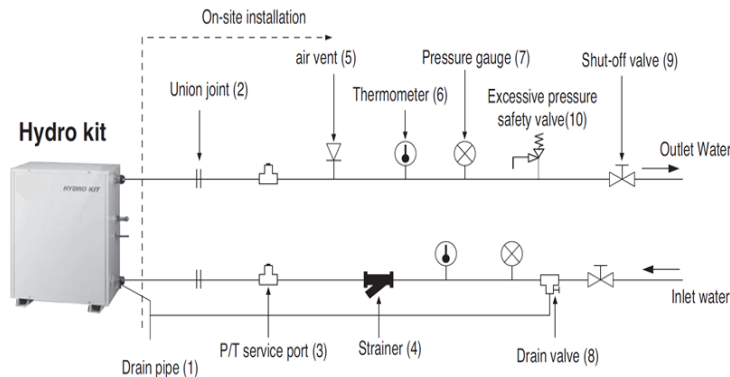 On-site installation
air vent (5)
Pressure gauge (7)
Shut-off valve (9)
Union joint (2)
Thermometer (6)
Excessive pressure
safety valve(10)
Hydro kit
Outlet Water
HYDRO KIT
Inlet water
P/T service port (3)
Strainer (4)
Drain valve (8)
Drain pipe (1)